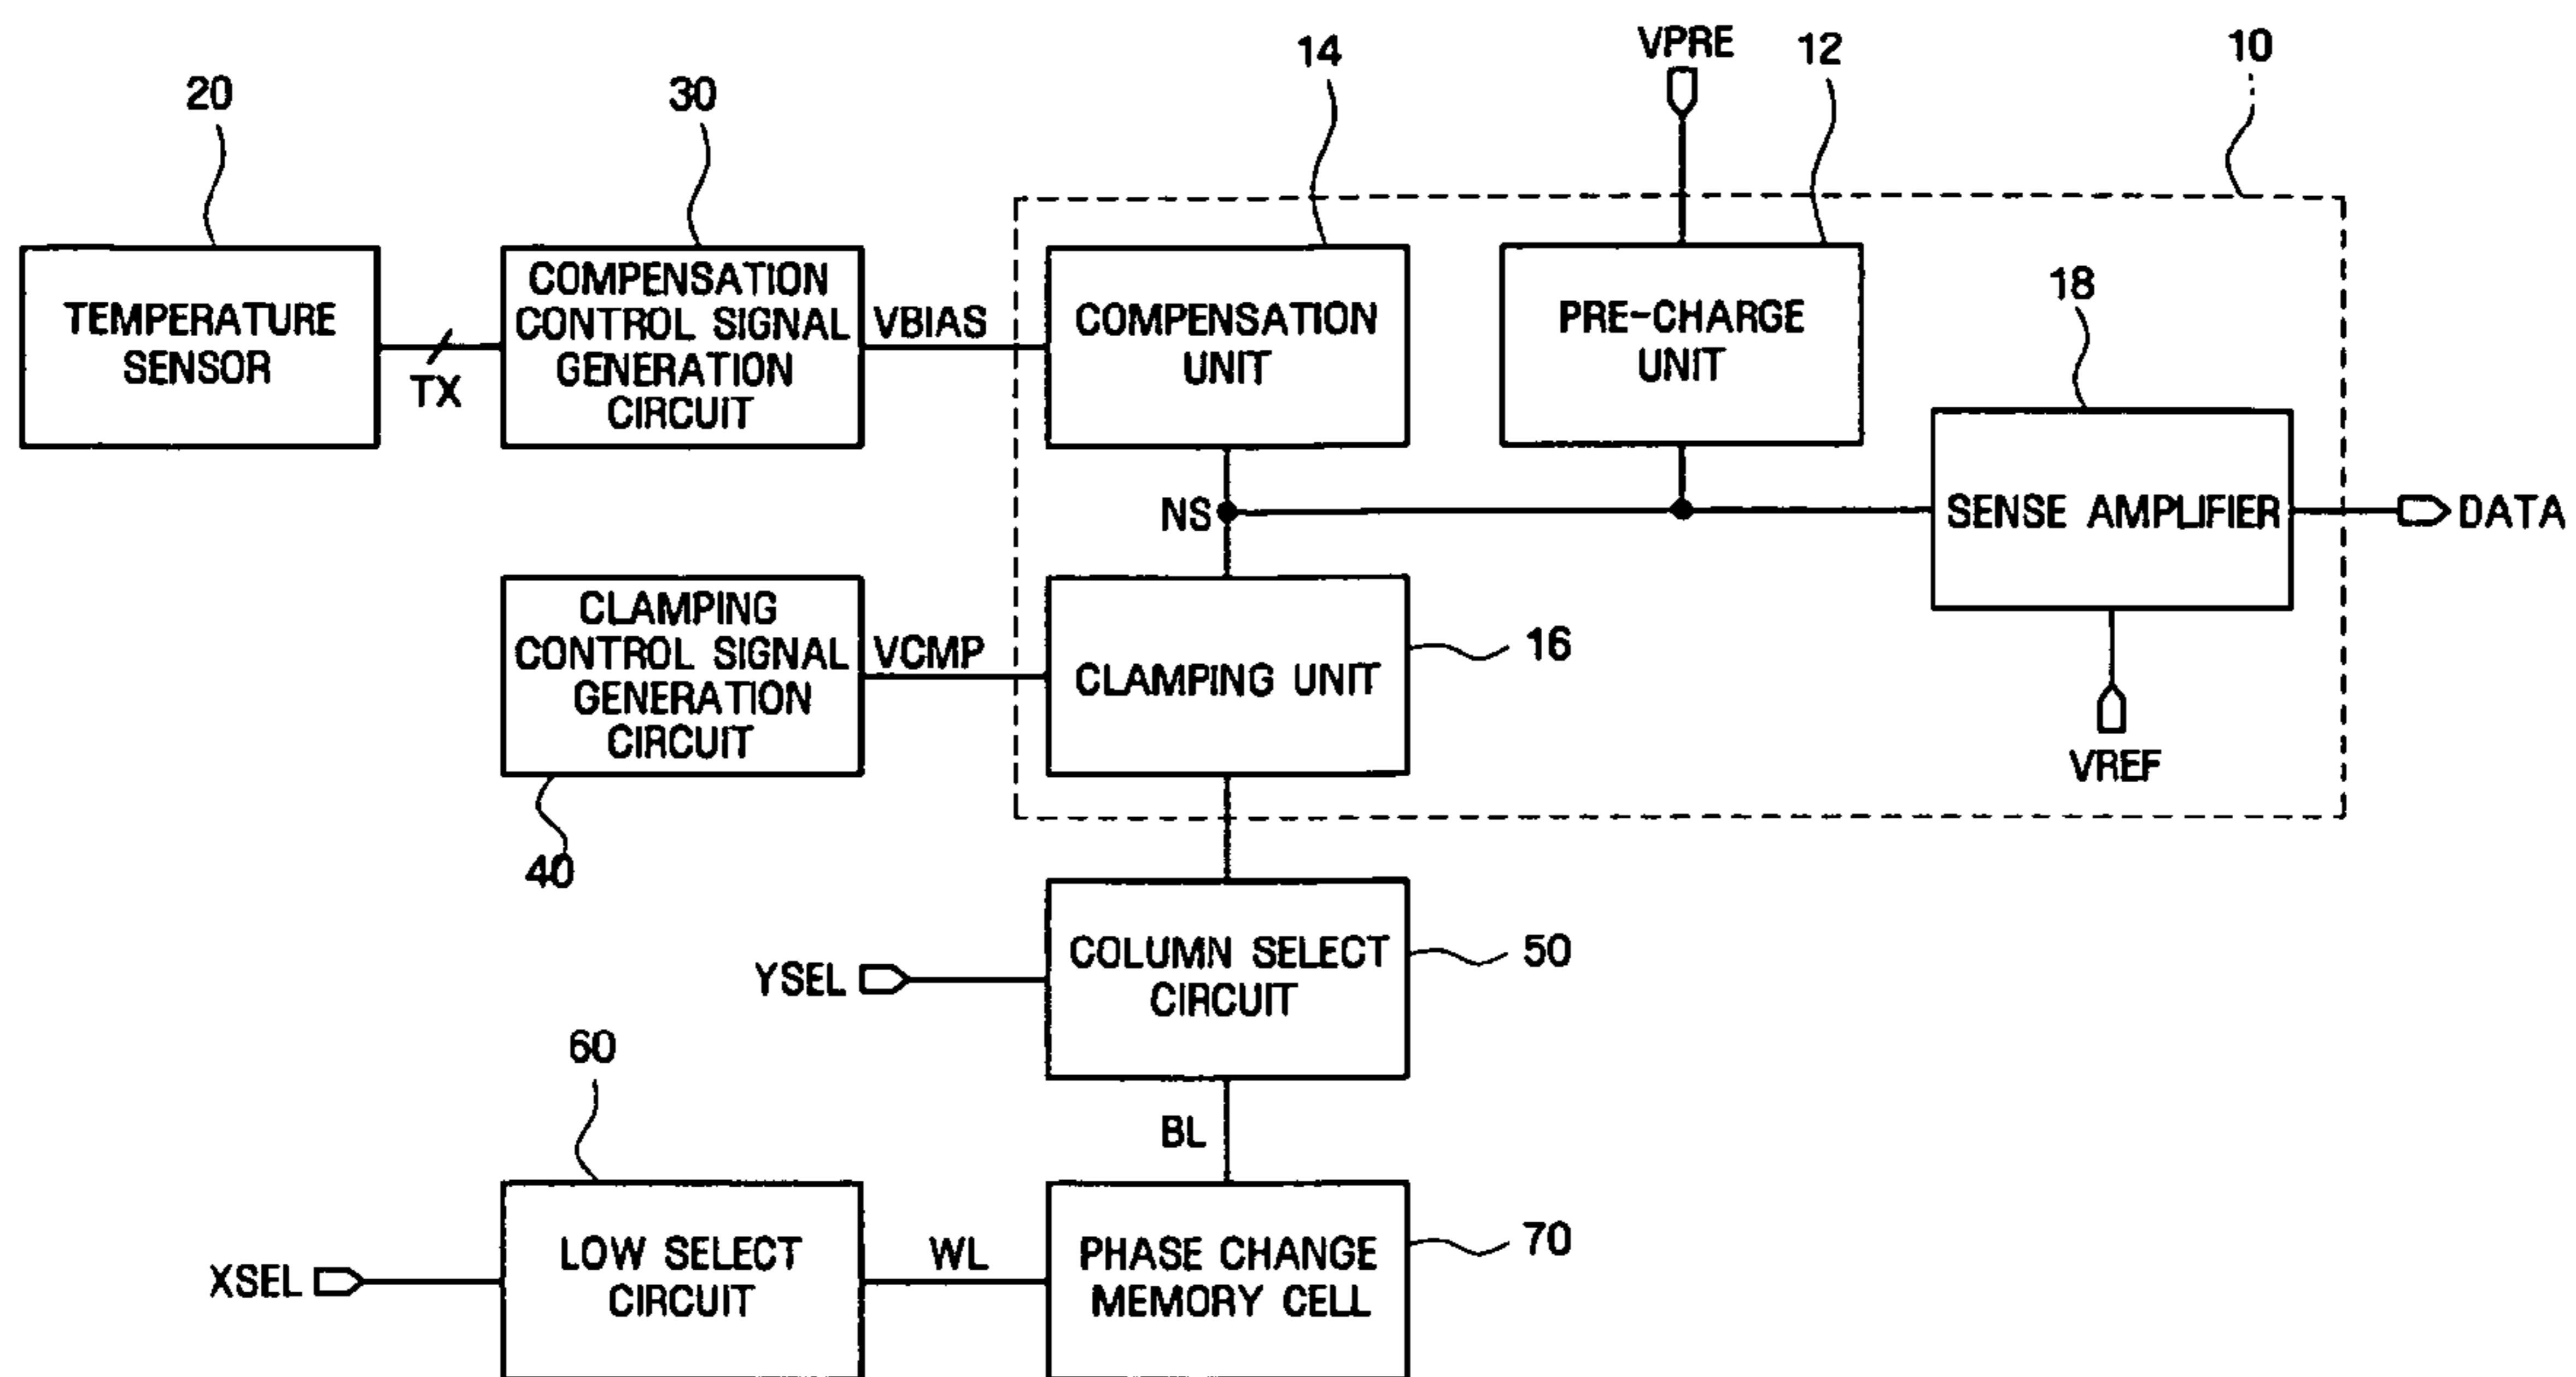 VPRE
14
12
10
20
30
TEMPERATURE
SENSOR
TX
COMPENSATION
CONTROL SIGNAL
GENERATION
CIRCUIT
VBIAS
COMPENSATION
UNIT
PRE-CHARGE
UNIT
18
NS
SENSE AMPLIFIER
DATA
CLAMPING
CONTROL SIGNAL
GENERATION
CIRCUIT
VCMP
CLAMPING UNIT
16
VREF
40
YSEL
COLUMN SELECT
CIRCUIT
50
60
BL
XSEL
LOW SELECT
CIRCUIT
WL
PHASE CHANGE
MEMORY CELL
70